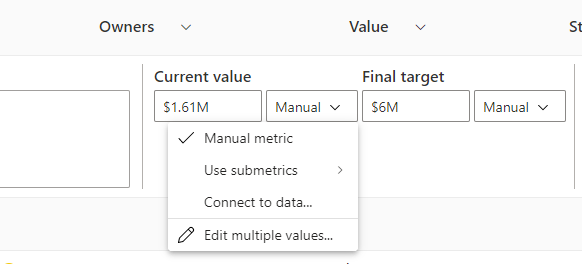 Owners Value St
Current value Final target
$1.61M Manual $6M Manual
Manual metric
Use submetrics
Connect to data...
Edit multiple values...